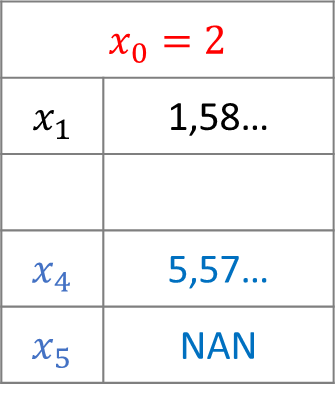 x₀ = 2
x₁ 1,58...
x₄ 5,57...
x₅ NAN